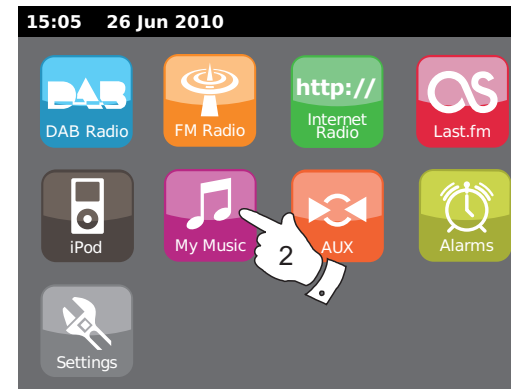 15:05 26 Jun 2010
DAB
DAB Radio
FM Radio
http://
Internet
Radio
Last.fm
iPod
My Music
2
AUX
Alarms
Settings